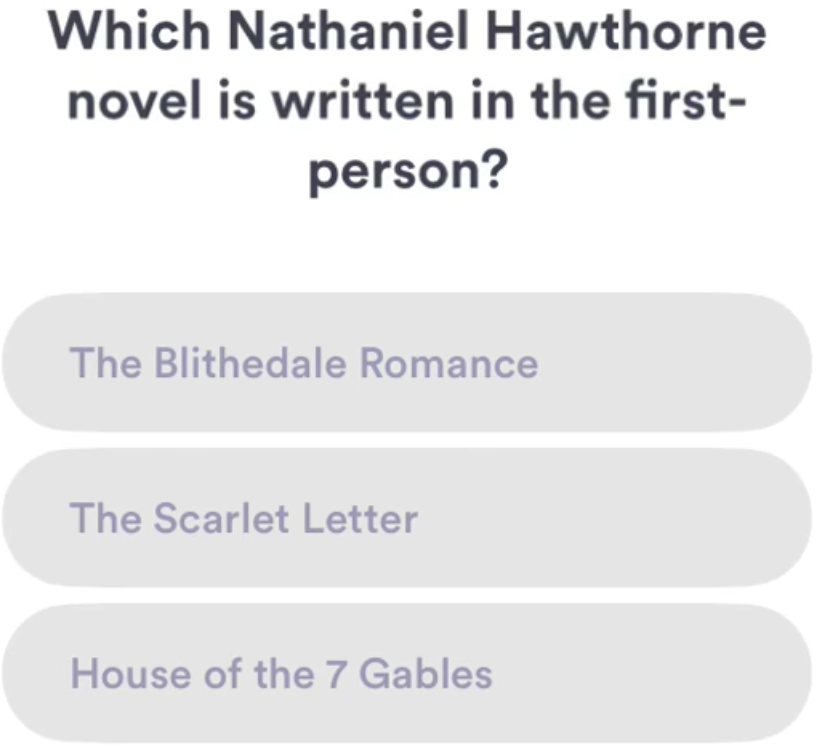 Which Nathaniel Hawthorne
novel is written in the first-
person?
The Blithedale Romance
The Scarlet Letter
House of the 7 Gables